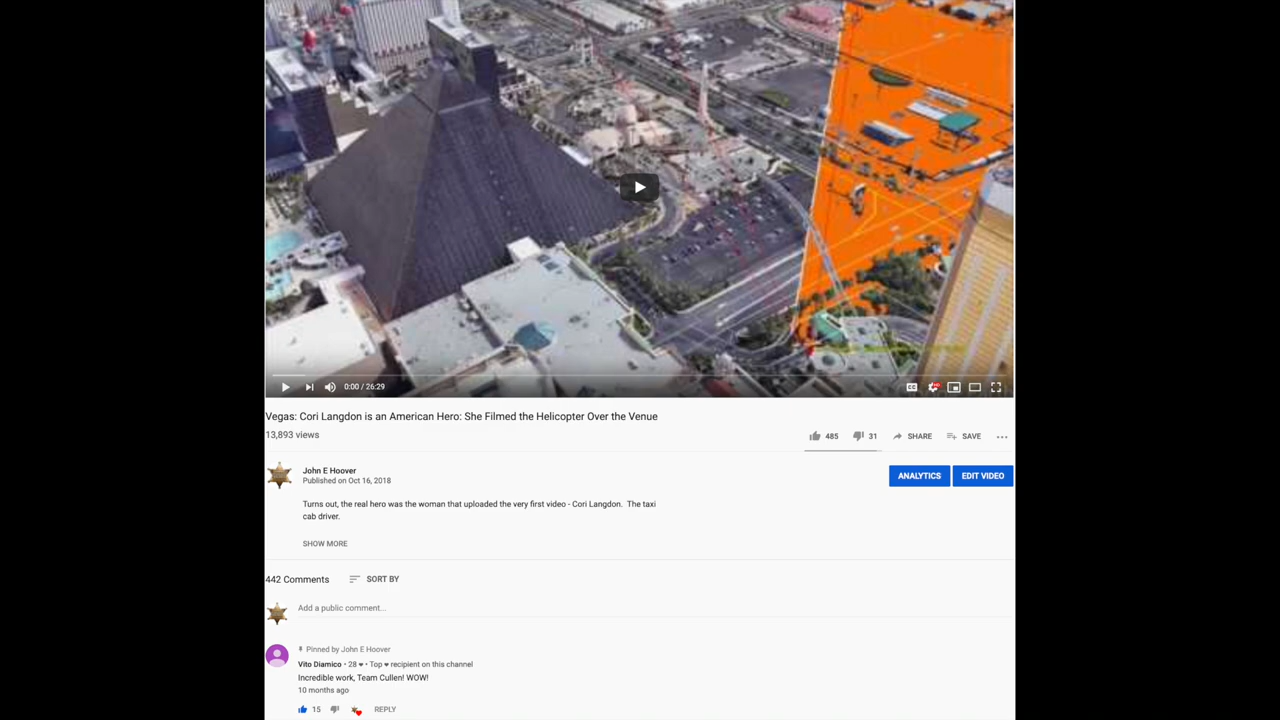 0:00 / 26:29
CC
HD
Vegas: Cori Langdon is an American Hero: She Filmed the Helicopter Over the Venue
13,893 views
485 31 SHARE SAVE
John E Hoover
Published on Oct 16, 2018
ANALYTICS EDIT VIDEO
Turns out, the real hero was the woman that uploaded the very first video - Cori Langdon. The taxi
cab driver.
SHOW MORE
442 Comments SORT BY
Add a public comment...
Pinned by John E Hoover
Vito Diamico • 28 ♥ • Top ♥ recipient on this channel
Incredible work, Team Cullen! WOW!
10 months ago
15 REPLY